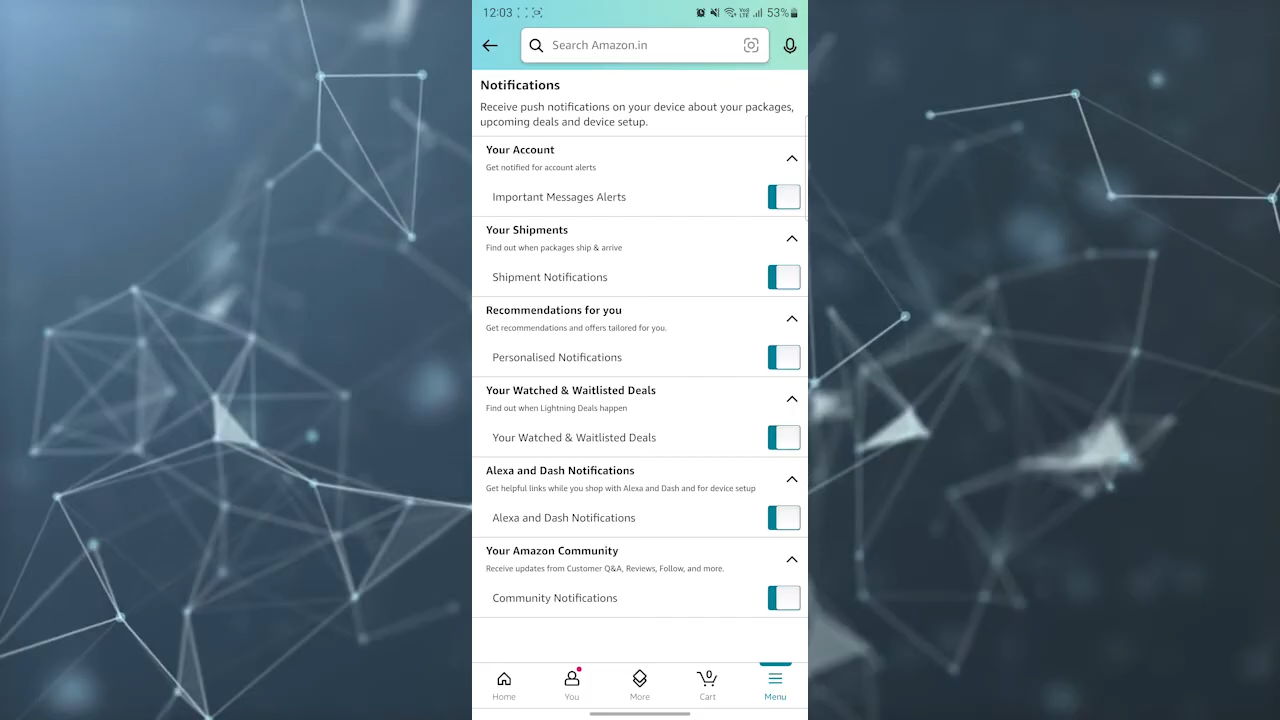 12:03
Vo))
LTE
53%
Search Amazon.in
Notifications
Receive push notifications on your device about your packages,
upcoming deals and device setup.
Your Account
Get notified for account alerts
Important Messages Alerts
Your Shipments
Find out when packages ship & arrive
Shipment Notifications
Recommendations for you
Get recommendations and offers tailored for you.
Personalised Notifications
Your Watched & Waitlisted Deals
Find out when Lightning Deals happen
Your Watched & Waitlisted Deals
Alexa and Dash Notifications
Get helpful links while you shop with Alexa and Dash and for device setup
Alexa and Dash Notifications
Your Amazon Community
Receive updates from Customer Q&A, Reviews, Follow, and more.
Community Notifications
0
Home You More Cart Menu